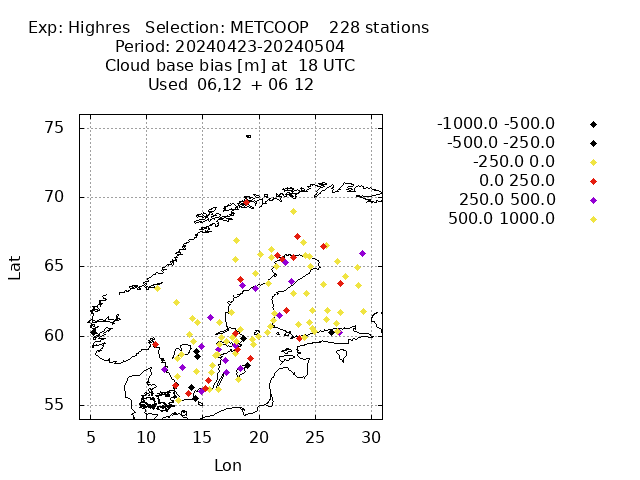 Exp: Highres   Selection: METCOOP    228 stations
Period: 20240423-20240504
Cloud base bias [m] at  18 UTC
Used  06,12  + 06 12
-1000.0 -500.0
-500.0 -250.0
-250.0 0.0
0.0 250.0
250.0 500.0
500.0 1000.0
75
70
65
60
55
Lat
5 10 15 20 25 30
Lon